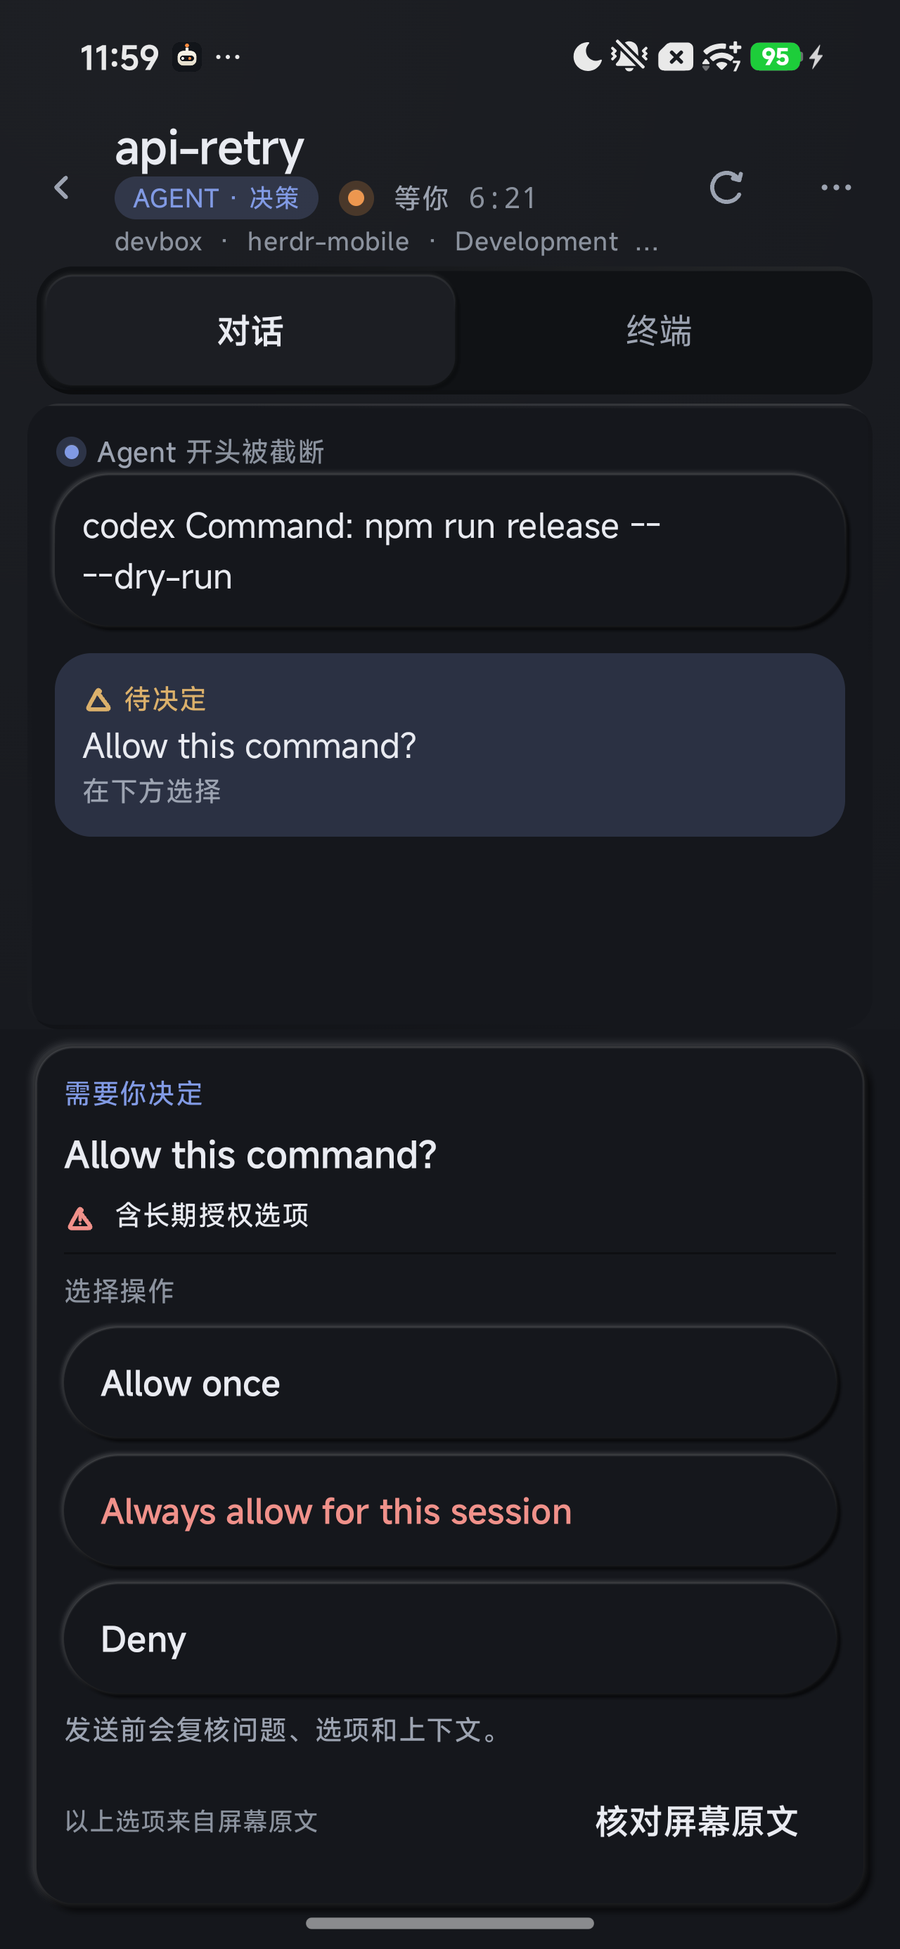 11:59 ···
95
api-retry
AGENT · 决策 等你 6:21
devbox · herdr-mobile · Development ...
对话 终端
Agent 开头被截断
codex Command: npm run release --
--dry-run
待决定
Allow this command?
在下方选择
需要你决定
Allow this command?
含长期授权选项
选择操作
Allow once
Always allow for this session
Deny
发送前会复核问题、选项和上下文。
以上选项来自屏幕原文 核对屏幕原文